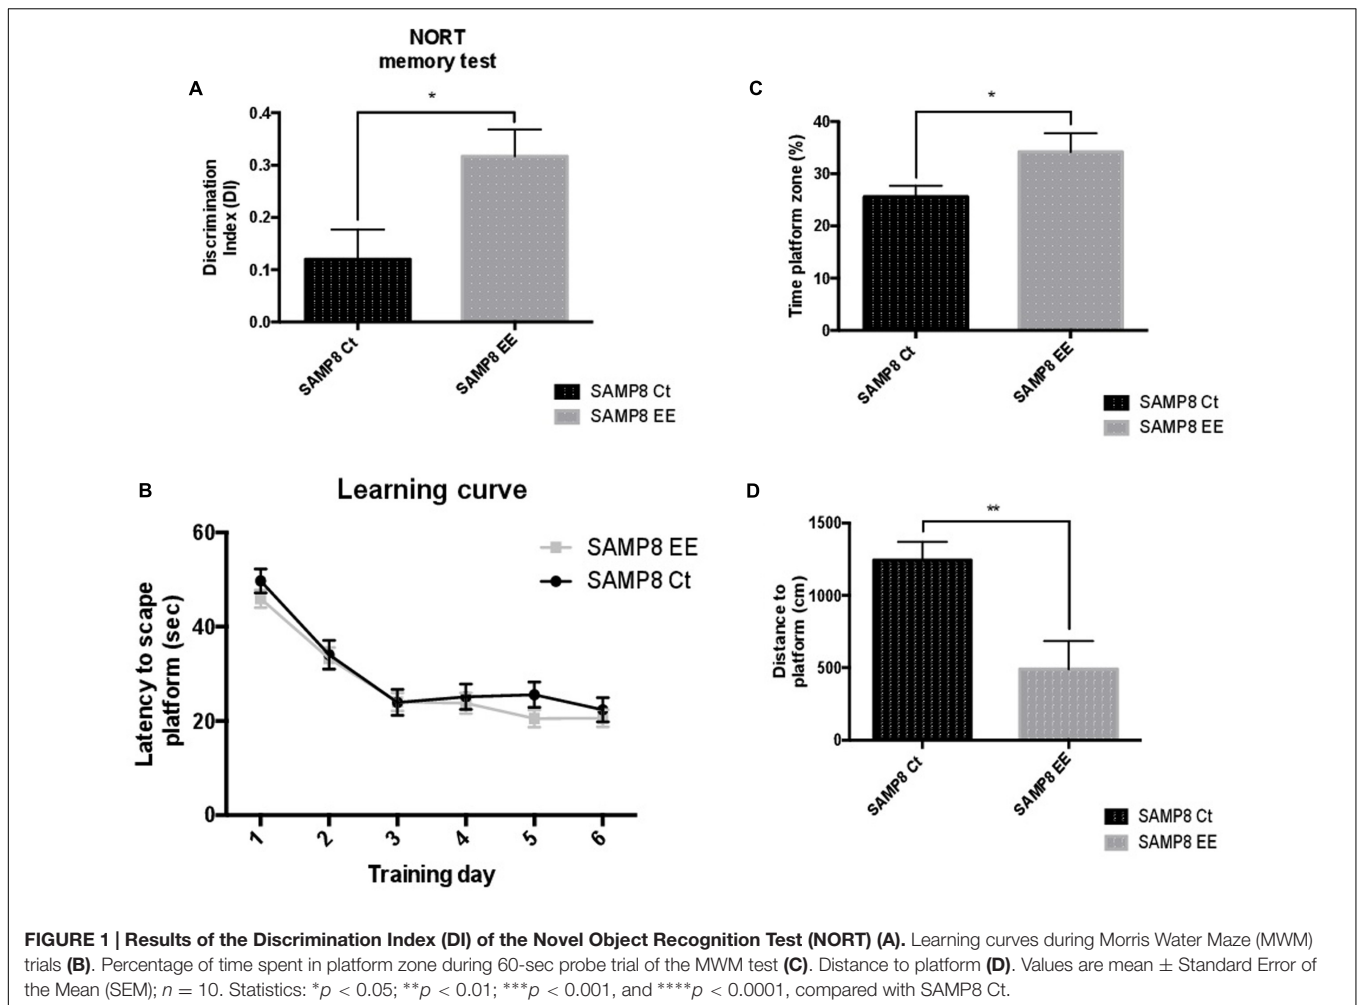 NORT
memory test
A
*
0.4
0.3
0.2
0.1
0.0
Discrimination
Index (DI)
SAMP8 Ct
SAMP8 EE
SAMP8 Ct
SAMP8 EE
C
*
40
30
20
10
0
Time platform zone (%)
SAMP8 Ct
SAMP8 EE
SAMP8 Ct
SAMP8 EE
B
Learning curve
60
40
20
0
Latency to scape
platform (sec)
SAMP8 EE
SAMP8 Ct
1 2 3 4 5 6
Training day
D
**
1500
1000
500
0
Distance to
platform (cm)
SAMP8 Ct
SAMP8 EE
SAMP8 Ct
SAMP8 EE
FIGURE 1 | Results of the Discrimination Index (DI) of the Novel Object Recognition Test (NORT) (A). Learning curves during Morris Water Maze (MWM)
trials (B). Percentage of time spent in platform zone during 60-sec probe trial of the MWM test (C). Distance to platform (D). Values are mean ± Standard Error of
the Mean (SEM); n = 10. Statistics: *p < 0.05; **p < 0.01; ***p < 0.001, and ****p < 0.0001, compared with SAMP8 Ct.